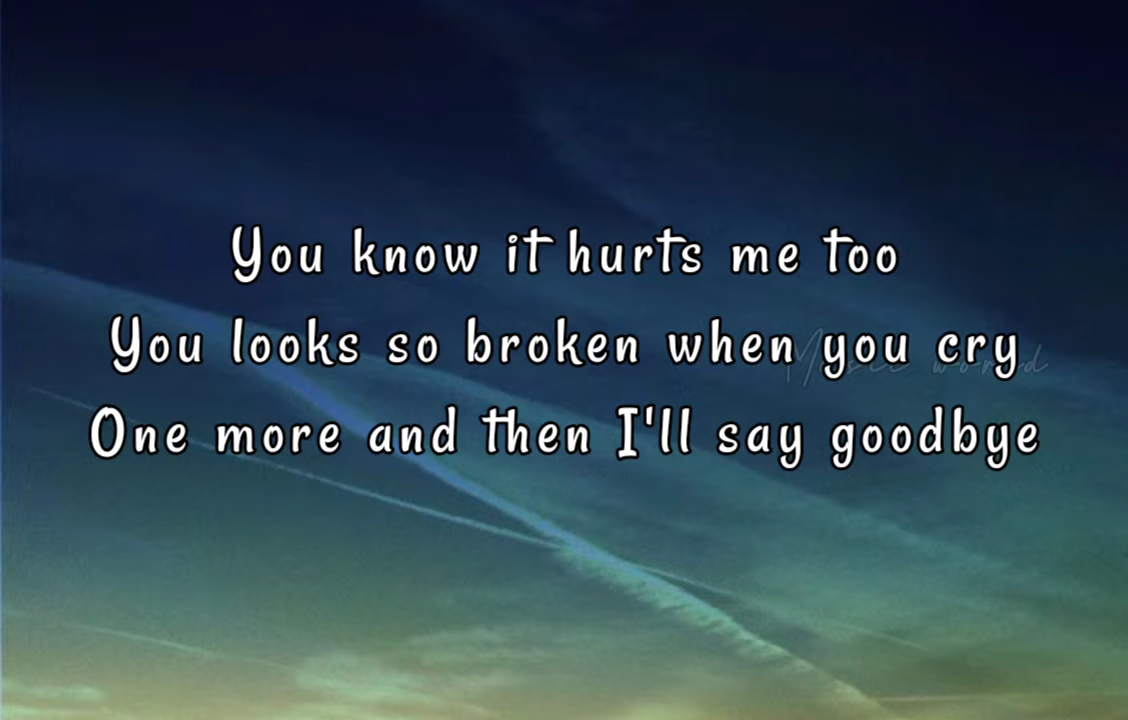 You know it hurts me too
You looks so broken when you cry
One more and then I'll say goodbye